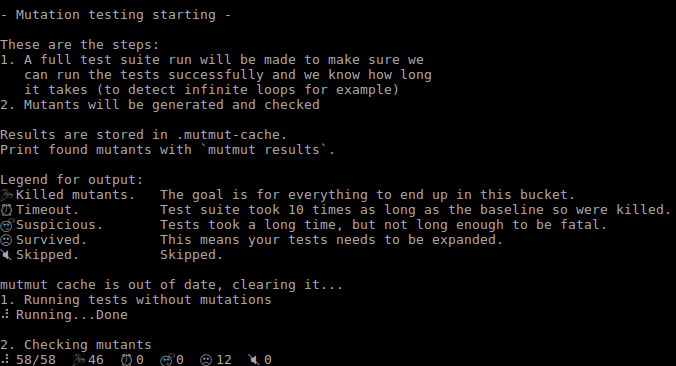 - Mutation testing starting -
These are the steps:
1. A full test suite run will be made to make sure we
can run the tests successfully and we know how long
it takes (to detect infinite loops for example)
2. Mutants will be generated and checked
Results are stored in .mutmut-cache.
Print found mutants with `mutmut results`.
Legend for output:
🎉 Killed mutants. The goal is for everything to end up in this bucket.
⏰ Timeout. Test suite took 10 times as long as the baseline so were killed.
🤔 Suspicious. Tests took a long time, but not long enough to be fatal.
🙁 Survived. This means your tests needs to be expanded.
🔇 Skipped. Skipped.
mutmut cache is out of date, clearing it...
1. Running tests without mutations
⠼ Running...Done
2. Checking mutants
⠼ 58/58 🎉 46 ⏰ 0 🤔 0 🙁 12 🔇 0